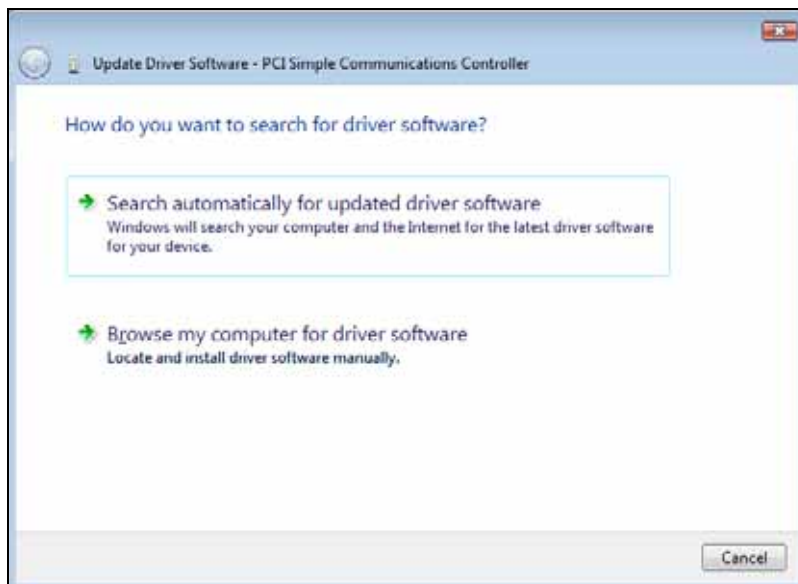 Update Driver Software - PCI Simple Communications Controller
How do you want to search for driver software?
Search automatically for updated driver software
Windows will search your computer and the Internet for the latest driver software
for your device.
Browse my computer for driver software
Locate and install driver software manually.
Cancel